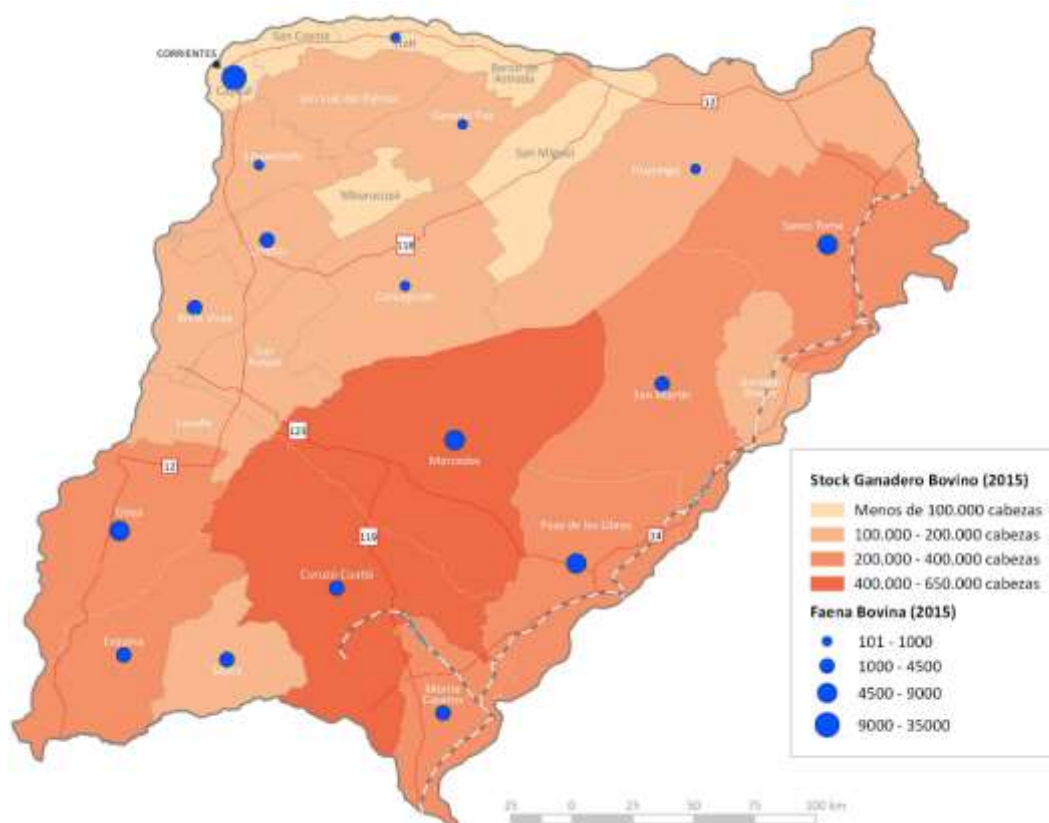 San Cosme
Itatí
CORRIENTES
Berón de
Astrada
Capital
San Luis del Palmar
12
General Paz
San Miguel
Empedrado
Ituzaingó
Mburucuyá
Santo Tomé
118
Concepción
Bella Vista
San
Roque
San Martín
General
Alvear
Lavalle
123
Mercedes
12
Goya
Paso de los Libres
14
119
Curuzú Cuatiá
Esquina
Sauce
Monte
Caseros
Stock Ganadero Bovino (2015)
Menos de 100.000 cabezas
100.000 - 200.000 cabezas
200.000 - 400.000 cabezas
400.000 - 650.000 cabezas
Faena Bovina (2015)
101 - 1000
1000 - 4500
4500 - 9000
9000 - 35000
25 0 25 50 75 100 km